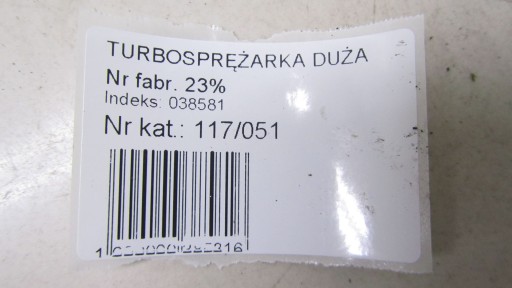 TURBOSPRĘŻARKA DUŻA
Nr fabr. 23%
Indeks: 038581
Nr kat.: 117/051